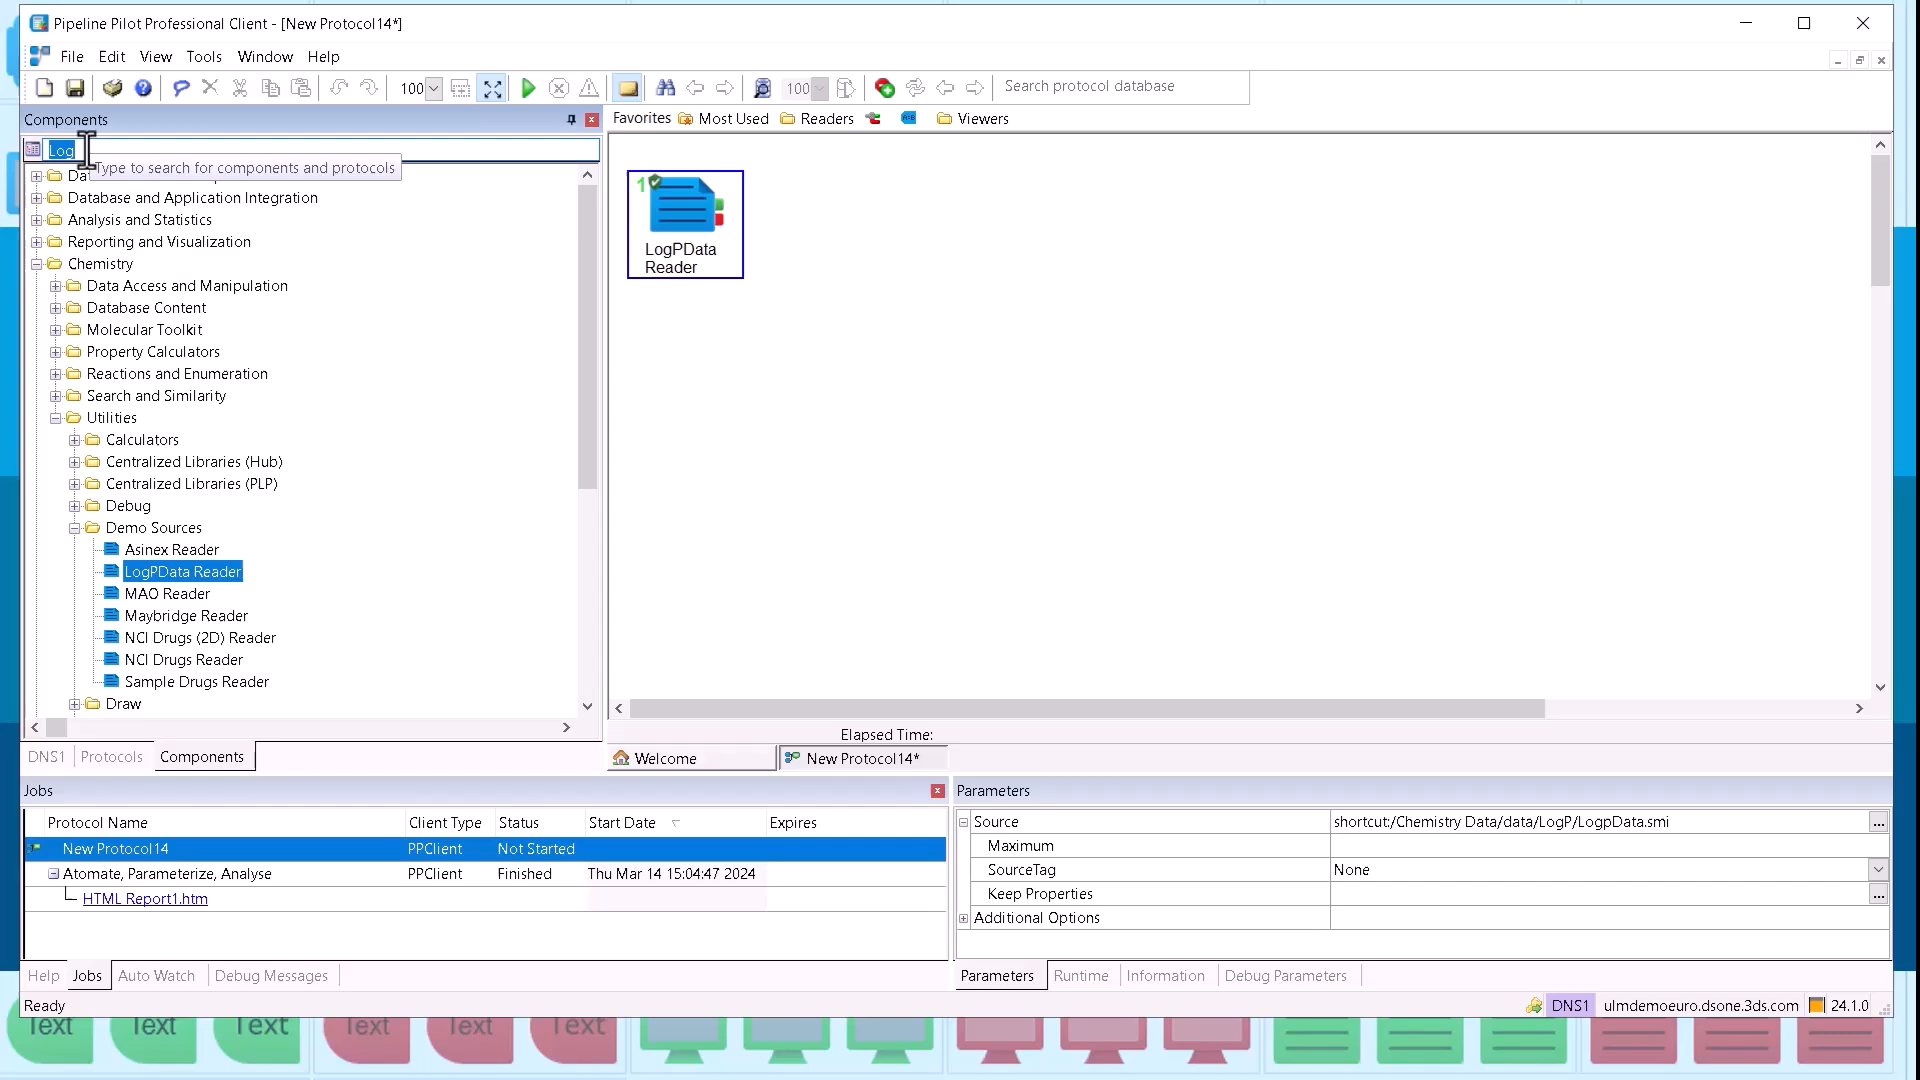 Pipeline Pilot Professional Client - [New Protocol14*]
File Edit View Tools Window Help
100 100 Search protocol database
Components
Favorites Most Used Readers Viewers
Log
Type to search for components and protocols
Da
Database and Application Integration
Analysis and Statistics
Reporting and Visualization
Chemistry
Data Access and Manipulation
Database Content
Molecular Toolkit
Property Calculators
Reactions and Enumeration
Search and Similarity
Utilities
Calculators
Centralized Libraries (Hub)
Centralized Libraries (PLP)
Debug
Demo Sources
Asinex Reader
LogPData Reader
MAO Reader
Maybridge Reader
NCI Drugs (2D) Reader
NCI Drugs Reader
Sample Drugs Reader
Draw
1
LogPData
Reader
Elapsed Time:
DNS1 Protocols Components
Welcome New Protocol14*
Jobs
Protocol Name Client Type Status Start Date Expires
New Protocol14 PPClient Not Started
Atomate, Parameterize, Analyse PPClient Finished Thu Mar 14 15:04:47 2024
HTML Report1.htm
Help Jobs Auto Watch Debug Messages
Parameters
Source shortcut:/Chemistry Data/data/LogP/LogpData.smi
Maximum
SourceTag None
Keep Properties
Additional Options
Parameters Runtime Information Debug Parameters
Ready DNS1 ulmdemoeuro.dsone.3ds.com 24.1.0
Text Text Text Text Text Text